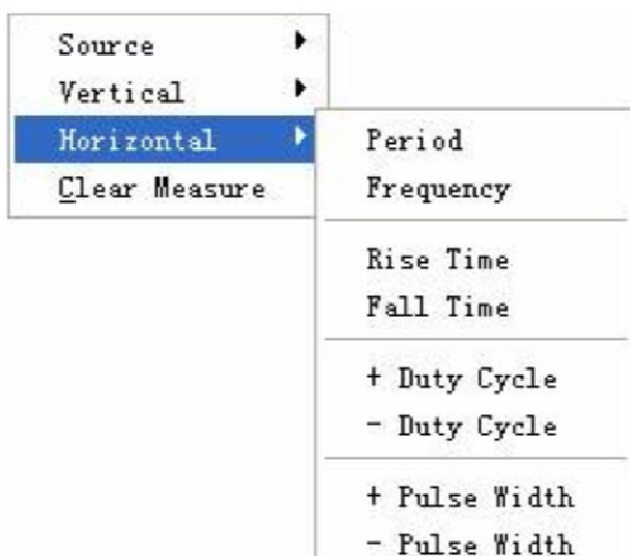 Source
Vertical
Horizontal
Clear Measure
Period
Frequency
Rise Time
Fall Time
+ Duty Cycle
- Duty Cycle
+ Pulse Width
- Pulse Width